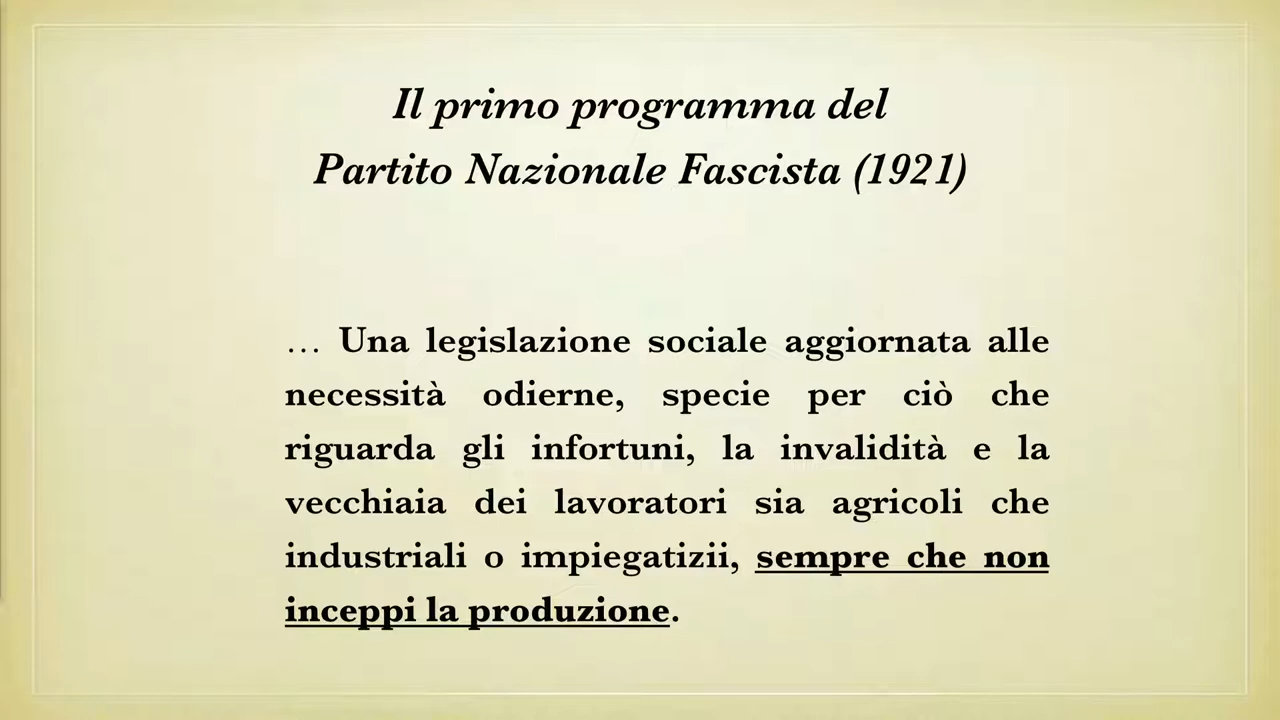 Il primo programma del
Partito Nazionale Fascista (1921)
… Una legislazione sociale aggiornata alle
necessità odierne, specie per ciò che
riguarda gli infortuni, la invalidità e la
vecchiaia dei lavoratori sia agricoli che
industriali o impiegatizii, sempre che non
inceppi la produzione.